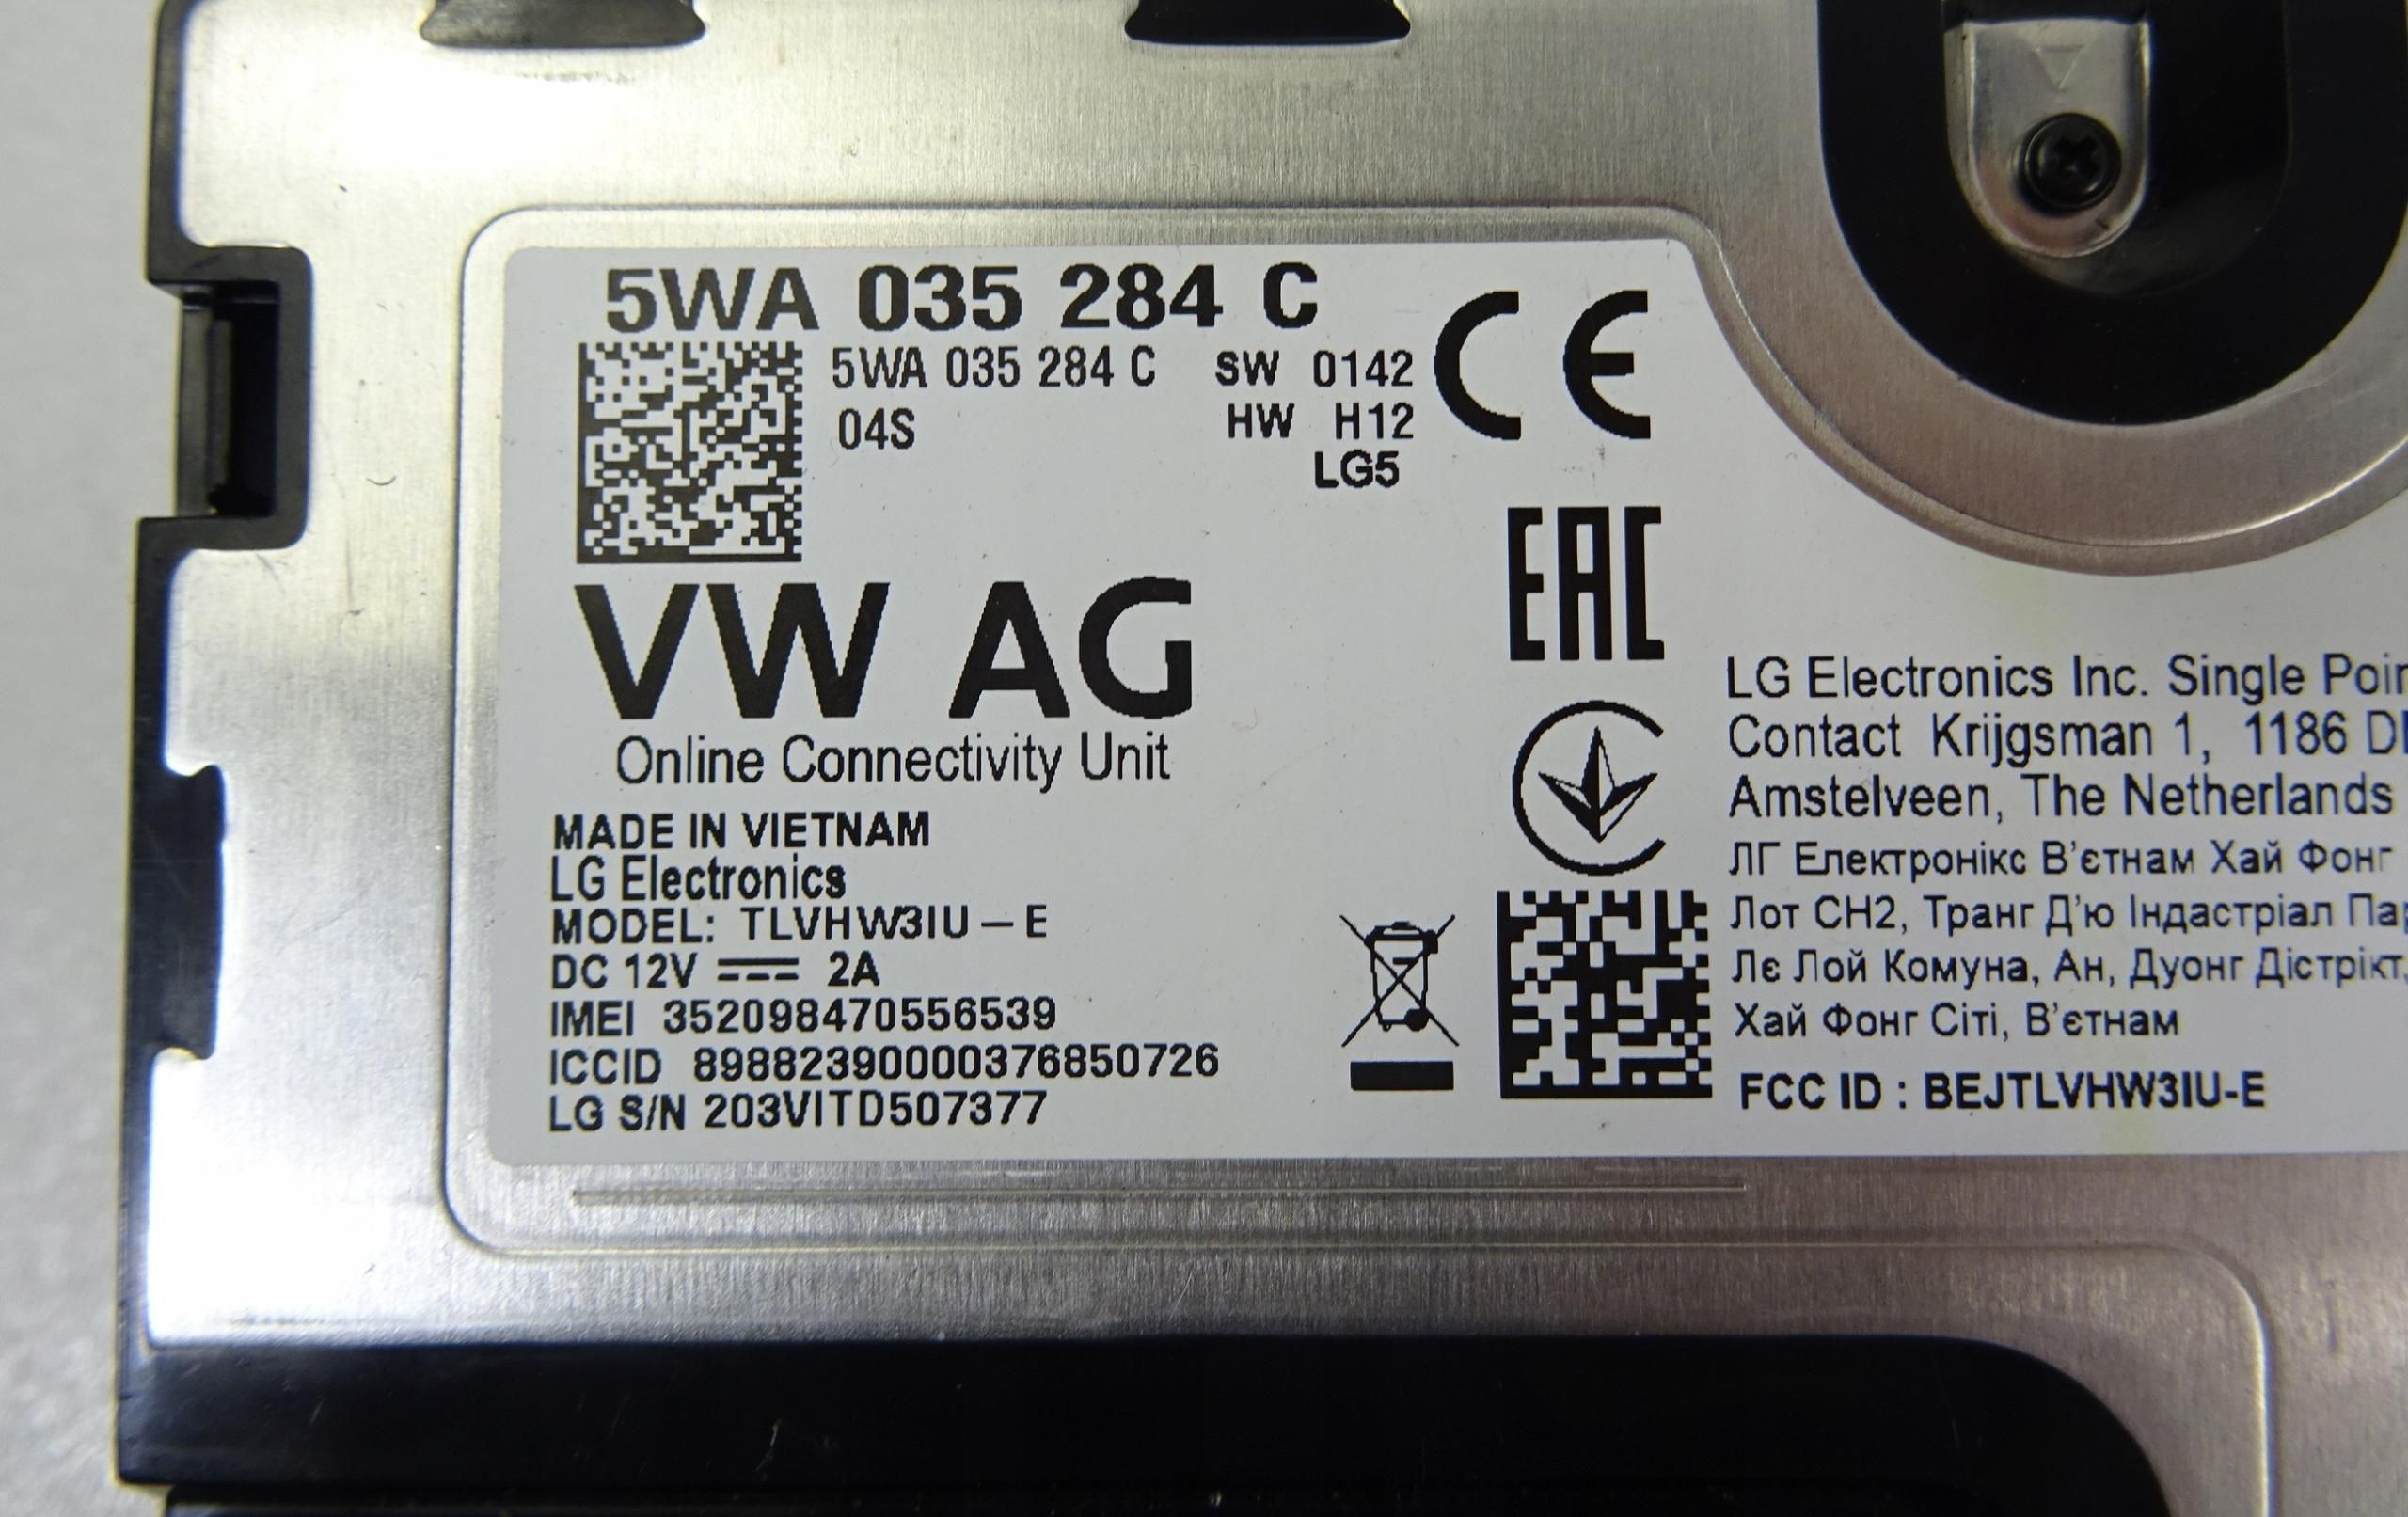 5WA 035 284 C
5WA 035 284 C SW 0142
04S HW H12
LG5
CE
EAC
VW AG
Online Connectivity Unit
MADE IN VIETNAM
LG Electronics
MODEL: TLVHW3IU – E
DC 12V 2A
IMEI 352098470556539
ICCID 89882390000376850726
LG S/N 203VITD507377
LG Electronics Inc. Single
Contact Krijgsman 1, 1186
Amstelveen, The Netherlands
ЛГ Електронікс В'єтнам Хай Фонг
Лот СН2, Транг Д'ю Індастріал
Лє Лой Комуна, Ан, Дуонг Дістрікт,
Хай Фонг Сіті, В'єтнам
FCC ID : BEJTLVHW3IU-E